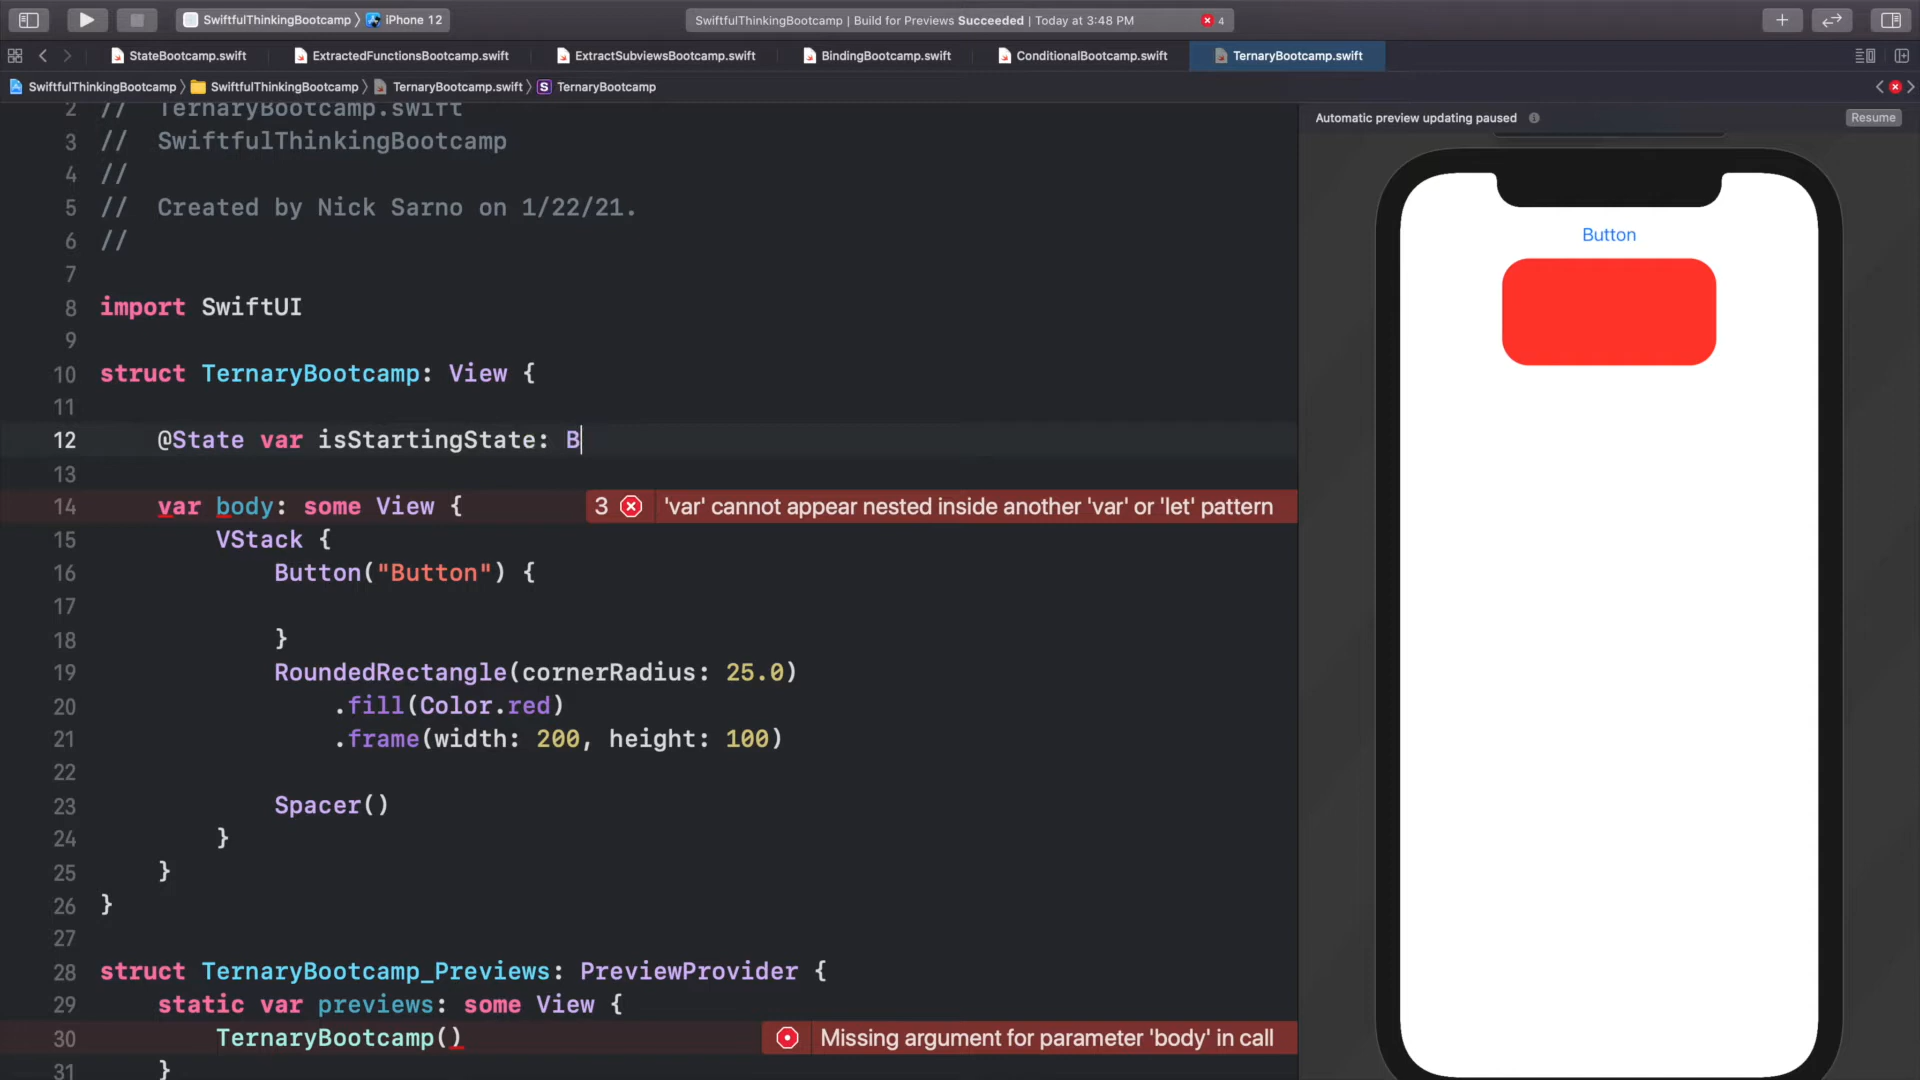 SwiftfulThinkingBootcamp 〉 iPhone 12
SwiftfulThinkingBootcamp | Build for Previews Succeeded | Today at 3:48 PM 4
StateBootcamp.swift ExtractedFunctionsBootcamp.swift ExtractSubviewsBootcamp.swift BindingBootcamp.swift ConditionalBootcamp.swift TernaryBootcamp.swift
SwiftfulThinkingBootcamp 〉 SwiftfulThinkingBootcamp 〉 TernaryBootcamp.swift 〉 S TernaryBootcamp
2 // TernaryBootcamp.swift
3 // SwiftfulThinkingBootcamp
4 //
5 // Created by Nick Sarno on 1/22/21.
6 //
7
8 import SwiftUI
9
10 struct TernaryBootcamp: View {
11
12 @State var isStartingState: B
13
14 var body: some View { 3 'var' cannot appear nested inside another 'var' or 'let' pattern
15 VStack {
16 Button("Button") {
17
18 }
19 RoundedRectangle(cornerRadius: 25.0)
20 .fill(Color.red)
21 .frame(width: 200, height: 100)
22
23 Spacer()
24 }
25 }
26 }
27
28 struct TernaryBootcamp_Previews: PreviewProvider {
29 static var previews: some View {
30 TernaryBootcamp() Missing argument for parameter 'body' in call
31 }
Automatic preview updating paused Resume
Button